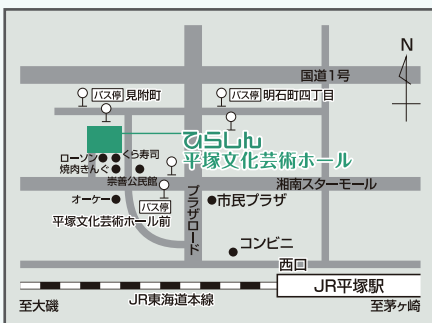 N
国道1号
バス停 見附町
バス停 明石町四丁目
ひらしん
平塚文化芸術ホール
ローソン
くら寿司
焼肉きんぐ
崇善公民館
湘南スターモール
オーケー
バス停
平塚文化芸術ホール前
プラザロード
市民プラザ
コンビニ
西口
JR平塚駅
至大磯
JR東海道本線
至茅ヶ崎